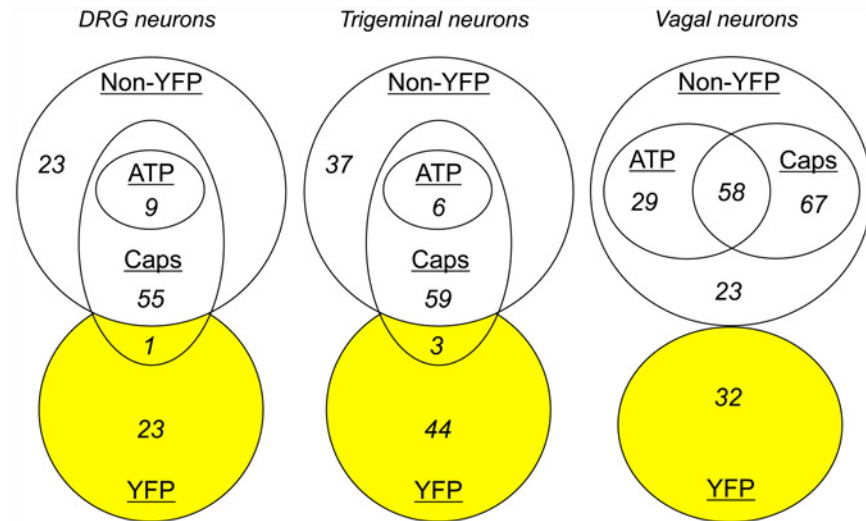 DRG neurons
Non-YFP
23
ATP
9
Caps
55
1
23
YFP
Trigeminal neurons
Non-YFP
37
ATP
6
Caps
59
3
44
YFP
Vagal neurons
Non-YFP
ATP
29
58
Caps
67
23
32
YFP